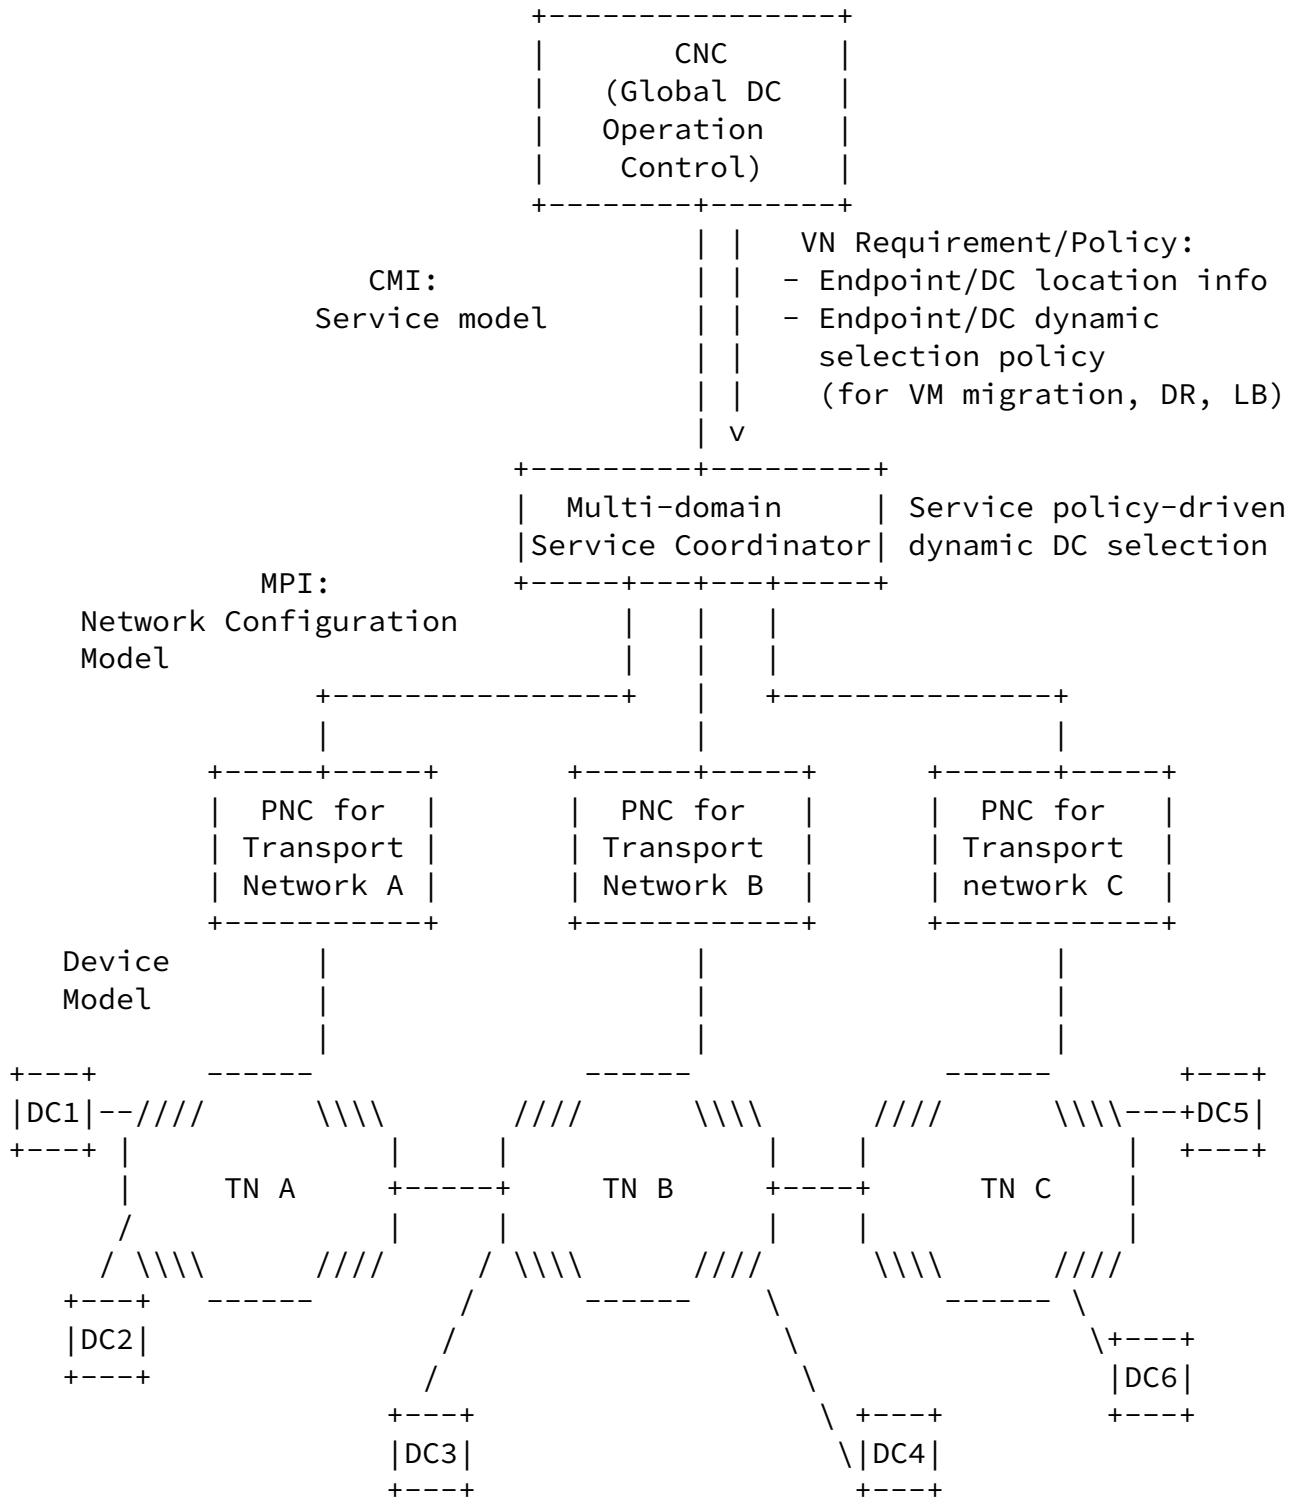 CNC
(Global DC
Operation
Control)
VN Requirement/Policy:
CMI:
- Endpoint/DC location info
Service model
- Endpoint/DC dynamic
selection policy
(for VM migration, DR, LB)
Multi-domain
Service policy-driven
Service Coordinator
dynamic DC selection
MPI:
Network Configuration
Model
PNC for
Transport
Network A
PNC for
Transport
Network B
PNC for
Transport
network C
Device
Model
DC1
DC5
TN A
TN B
TN C
DC2
DC6
DC3
DC4